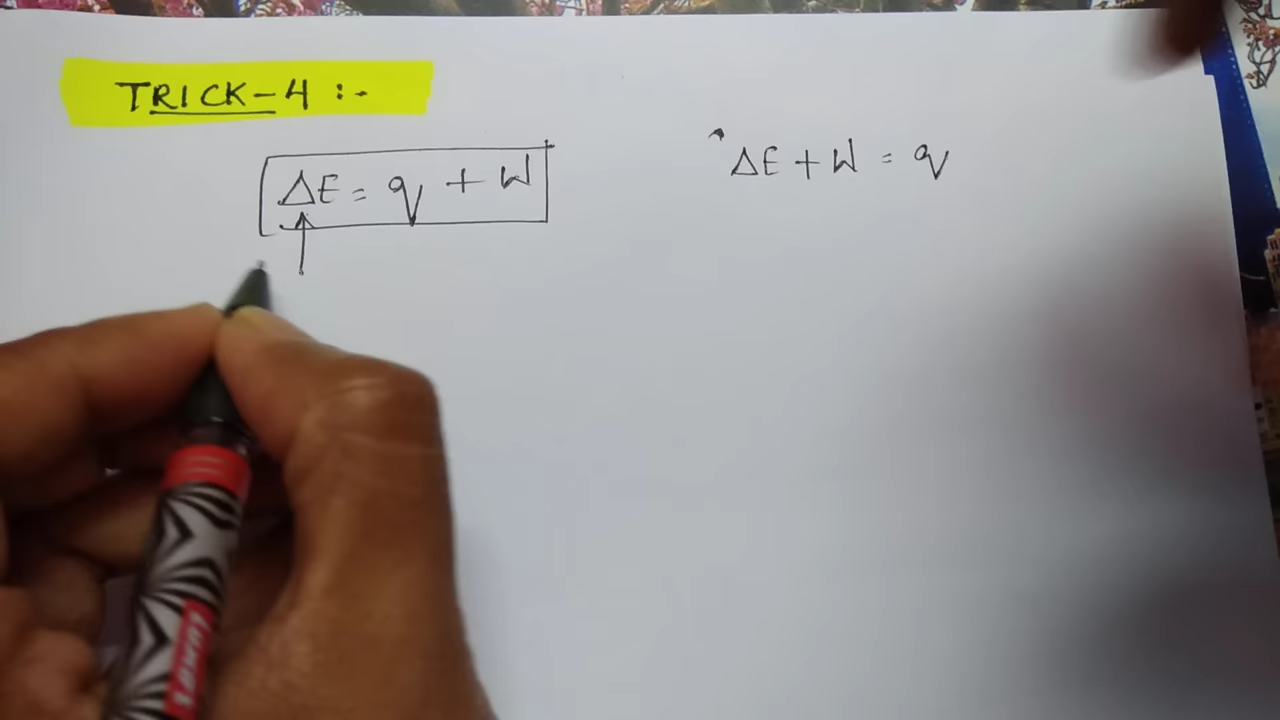 TRICK-4 :-
ΔE = q + W
ΔE + W = q